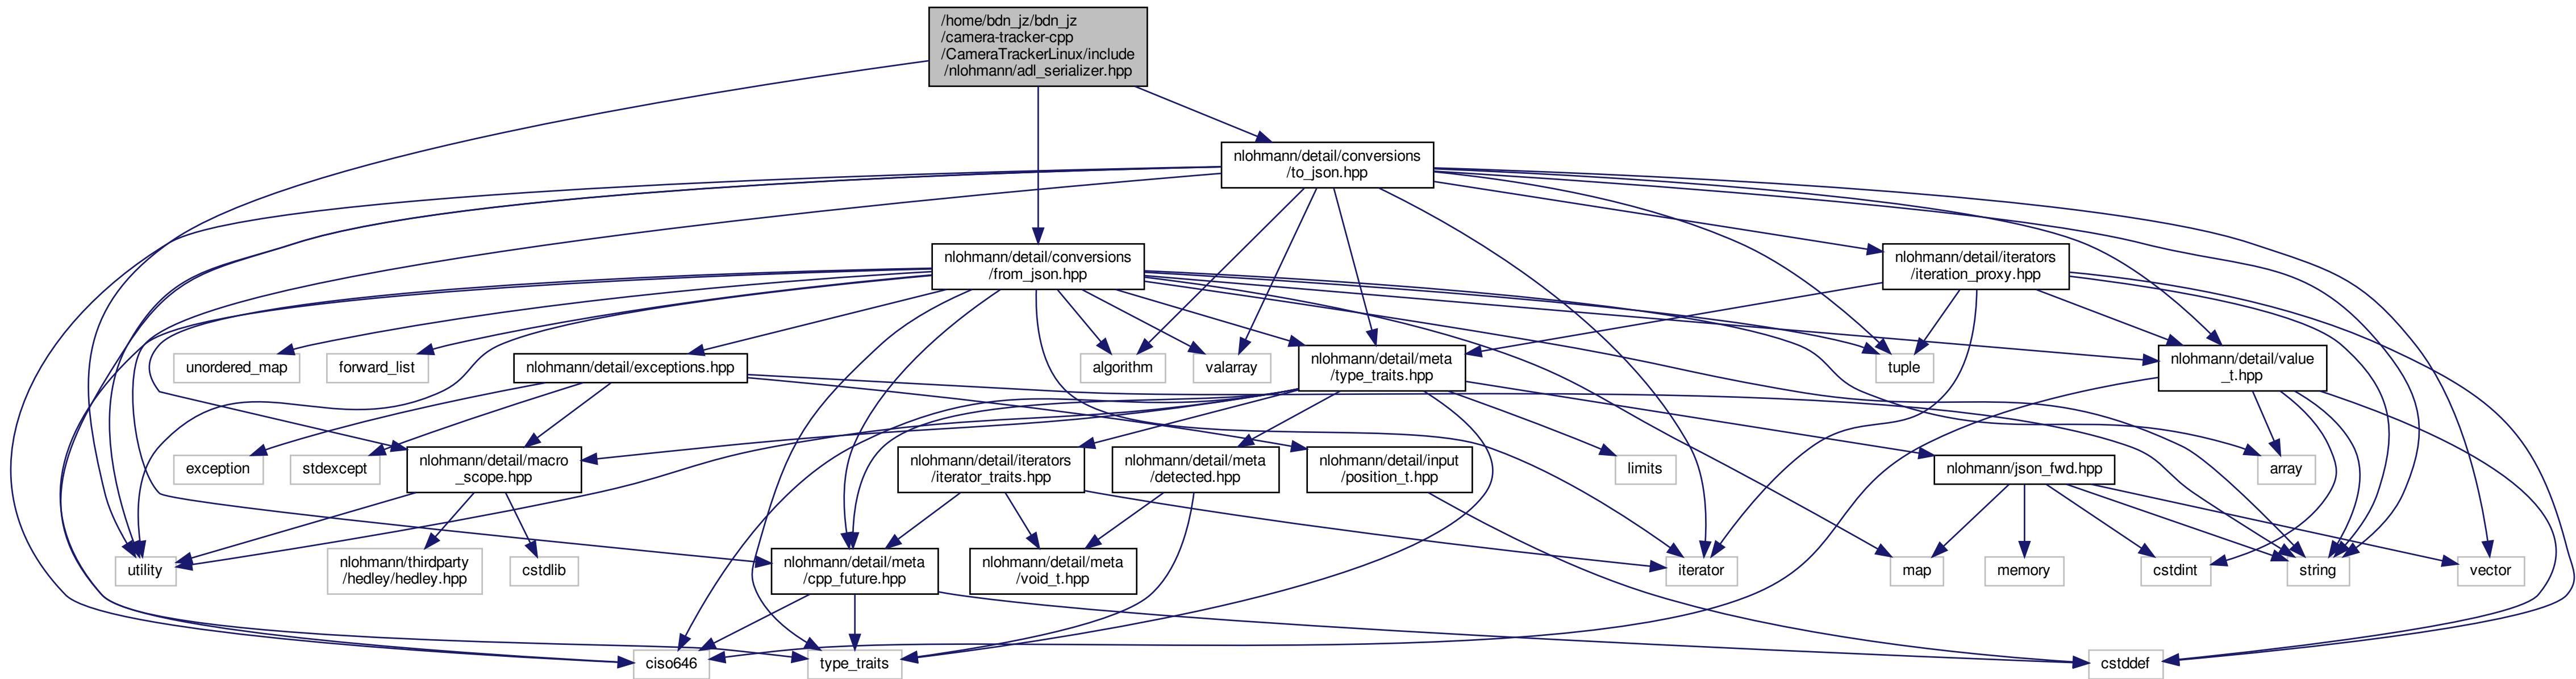 /home/bdn_jz/bdn_jz
/camera-tracker-cpp
/CameraTrackerLinux/include
/nlohmann/adl_serializer.hpp
nlohmann/detail/conversions
/to_json.hpp
nlohmann/detail/conversions
/from_json.hpp
nlohmann/detail/iterators
/iteration_proxy.hpp
unordered_map
forward_list
nlohmann/detail/exceptions.hpp
algorithm
valarray
nlohmann/detail/meta
/type_traits.hpp
tuple
nlohmann/detail/value
_t.hpp
exception
stdexcept
nlohmann/detail/macro
_scope.hpp
nlohmann/detail/iterators
/iterator_traits.hpp
nlohmann/detail/meta
/detected.hpp
nlohmann/detail/input
/position_t.hpp
limits
nlohmann/json_fwd.hpp
array
utility
nlohmann/thirdparty
/hedley/hedley.hpp
cstdlib
nlohmann/detail/meta
/cpp_future.hpp
nlohmann/detail/meta
/void_t.hpp
iterator
map
memory
cstdint
string
vector
ciso646
type_traits
cstddef